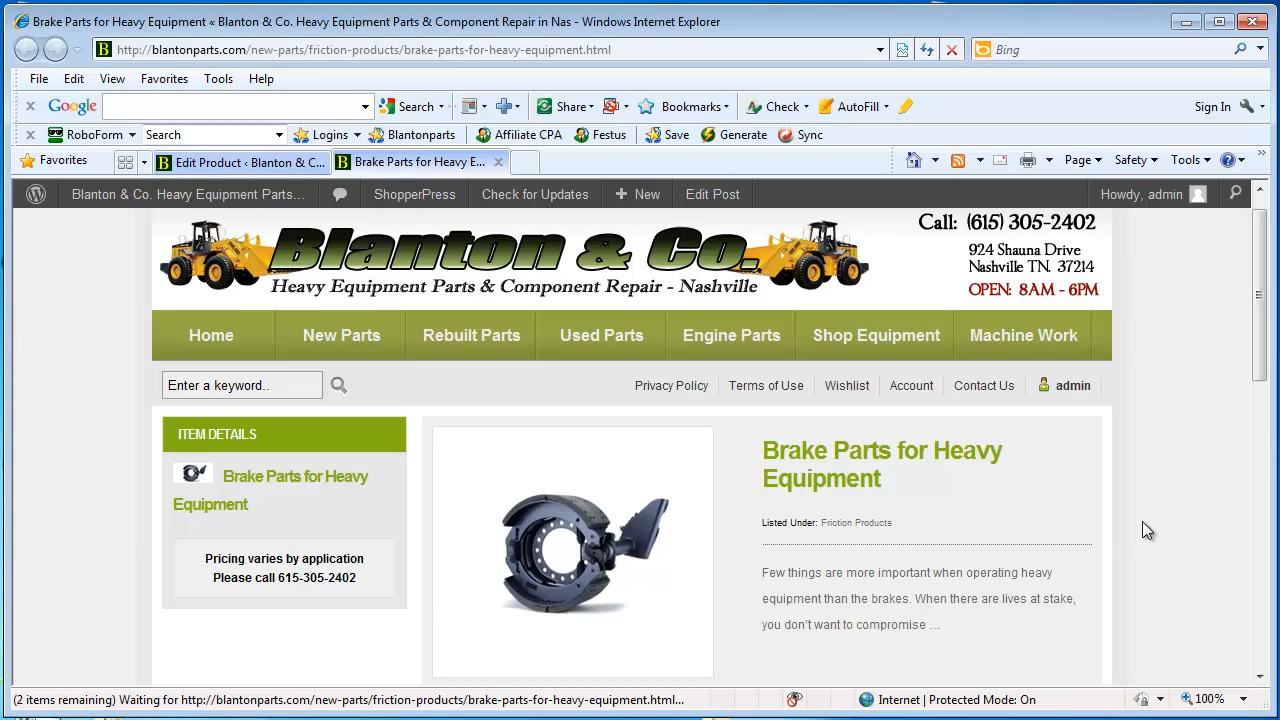 Brake Parts for Heavy Equipment « Blanton & Co. Heavy Equipment Parts & Component Repair in Nas - Windows Internet Explorer
B http://blantonparts.com/new-parts/friction-products/brake-parts-for-heavy-equipment.html Bing
File Edit View Favorites Tools Help
Google Search Share Bookmarks Check AutoFill Sign In
RoboForm Search Logins Blantonparts Affiliate CPA Festus Save Generate Sync
Favorites B Edit Product ‹ Blanton & C... B Brake Parts for Heavy E... Page Safety Tools
Blanton & Co. Heavy Equipment Parts... ShopperPress Check for Updates New Edit Post Howdy, admin
Blanton & Co.
Heavy Equipment Parts & Component Repair - Nashville
Call: (615) 305-2402
924 Shauna Drive
Nashville TN. 37214
OPEN: 8AM - 6PM
Home New Parts Rebuilt Parts Used Parts Engine Parts Shop Equipment Machine Work
Enter a keyword.. Privacy Policy Terms of Use Wishlist Account Contact Us admin
ITEM DETAILS
Brake Parts for Heavy
Equipment
Pricing varies by application
Please call 615-305-2402
Brake Parts for Heavy
Equipment
Listed Under: Friction Products
Few things are more important when operating heavy
equipment than the brakes. When there are lives at stake,
you don't want to compromise ...
(2 items remaining) Waiting for http://blantonparts.com/new-parts/friction-products/brake-parts-for-heavy-equipment.html... Internet | Protected Mode: On 100%